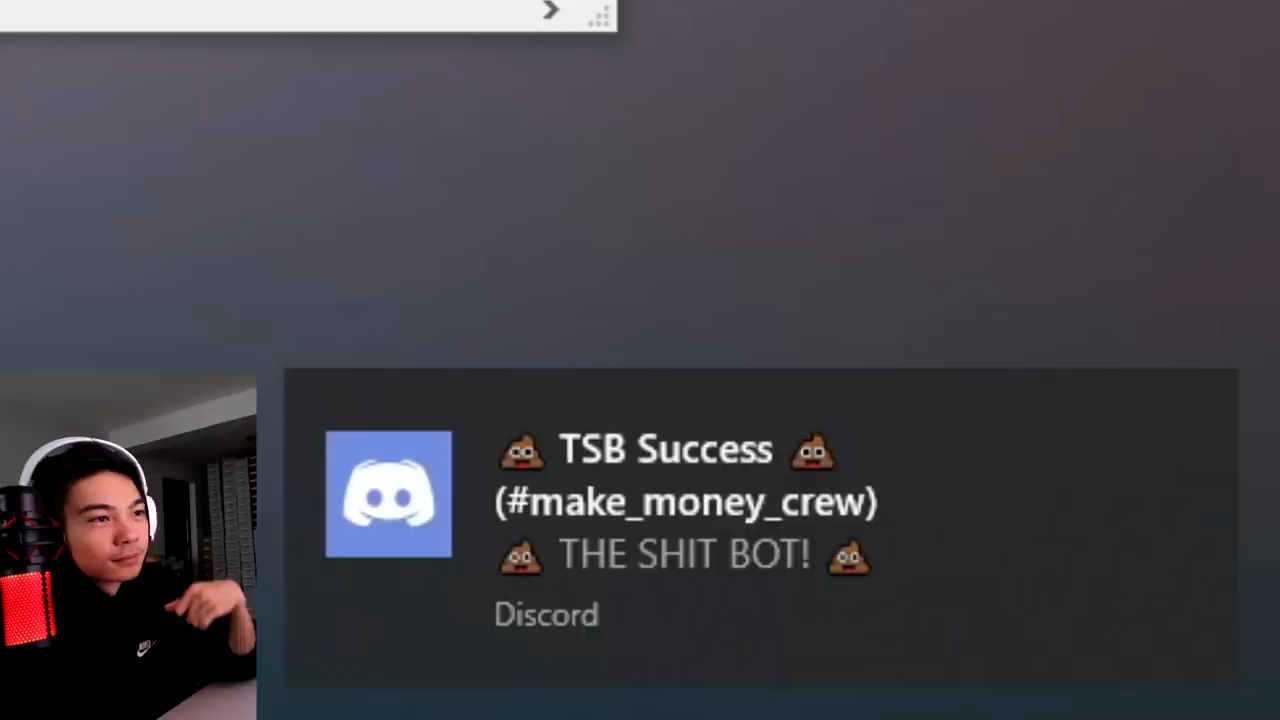 💩 TSB Success 💩
(#make_money_crew)
💩 THE SHIT BOT! 💩
Discord